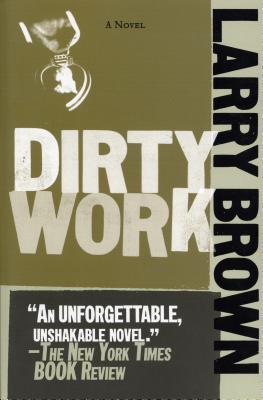 A NOVEL
LARRY BROWN
DIRTY
WORK
“AN UNFORGETTABLE,
UNSHAKABLE NOVEL.”
—THE NEW YORK TIMES
BOOK REVIEW